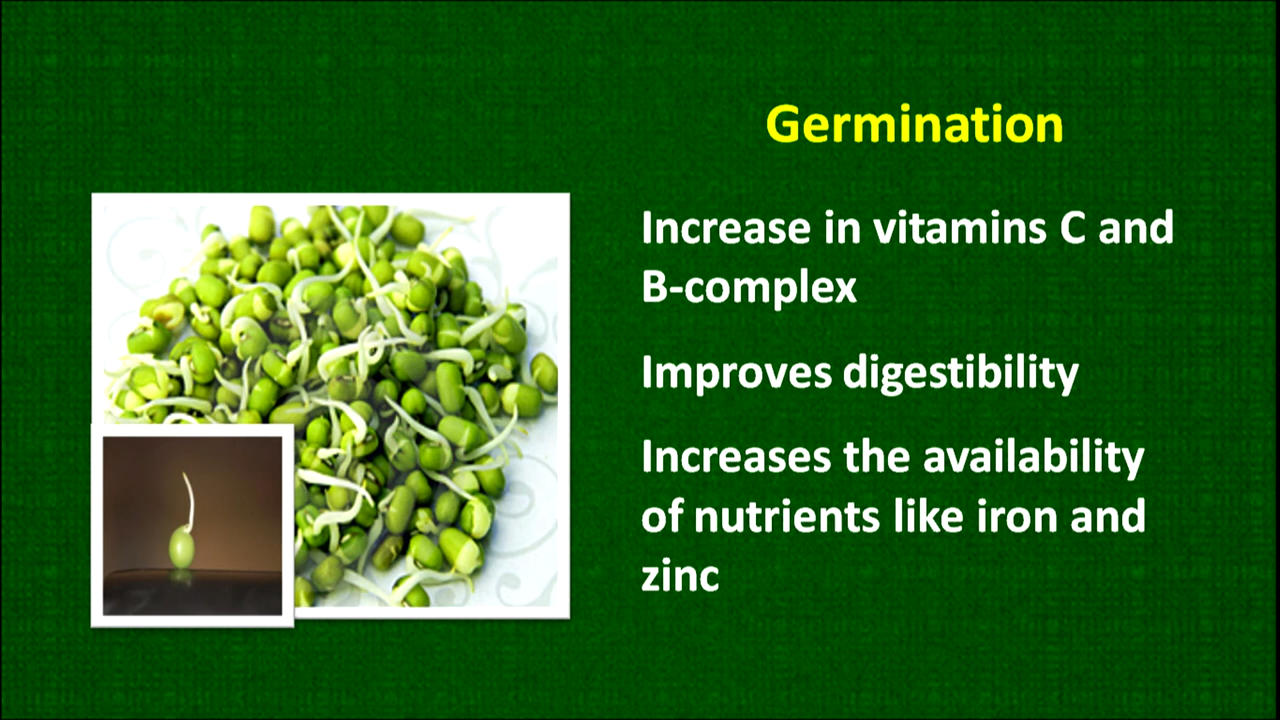 Germination
Increase in vitamins C and
B-complex
Improves digestibility
Increases the availability
of nutrients like iron and
zinc